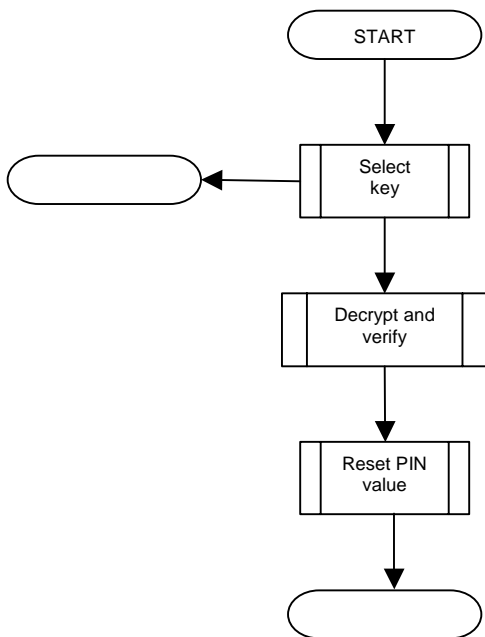 START
Select
key
Decrypt and
verify
Reset PIN
value